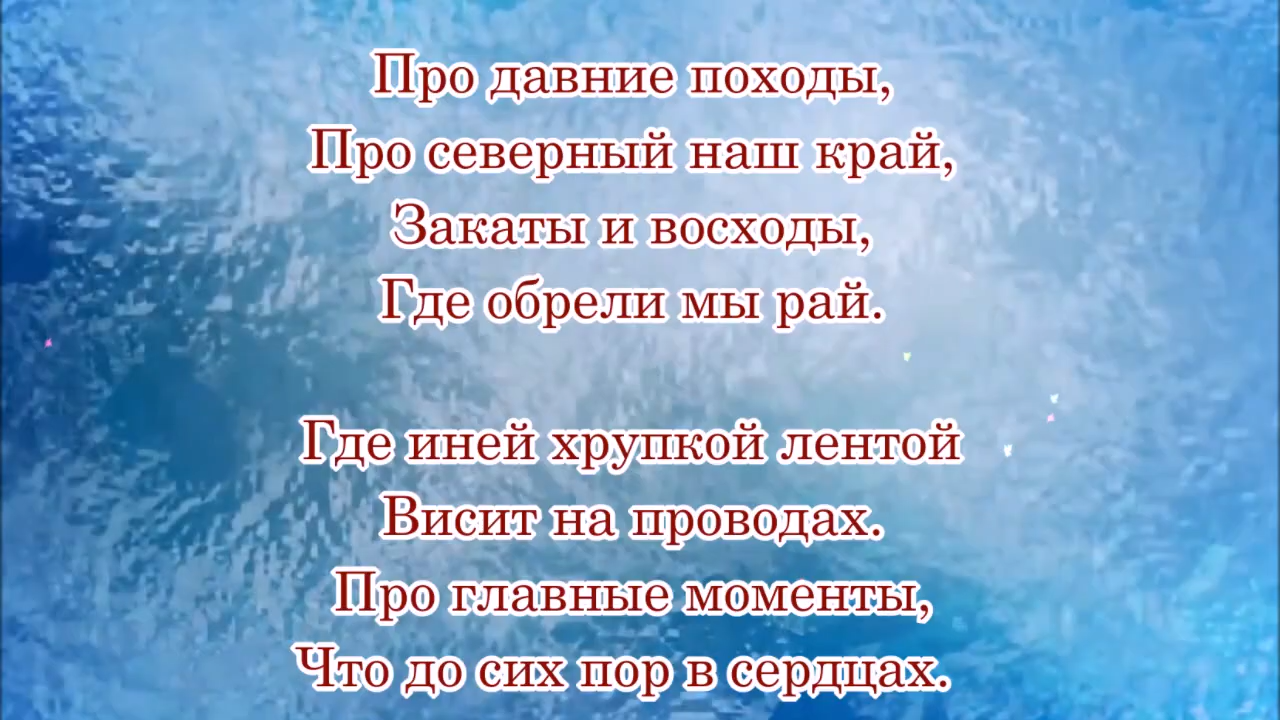 Про давние походы,
Про северный наш край,
Закаты и восходы,
Где обрели мы рай.
Где иней хрупкой лентой
Висит на проводах.
Про главные моменты,
Что до сих пор в сердцах.